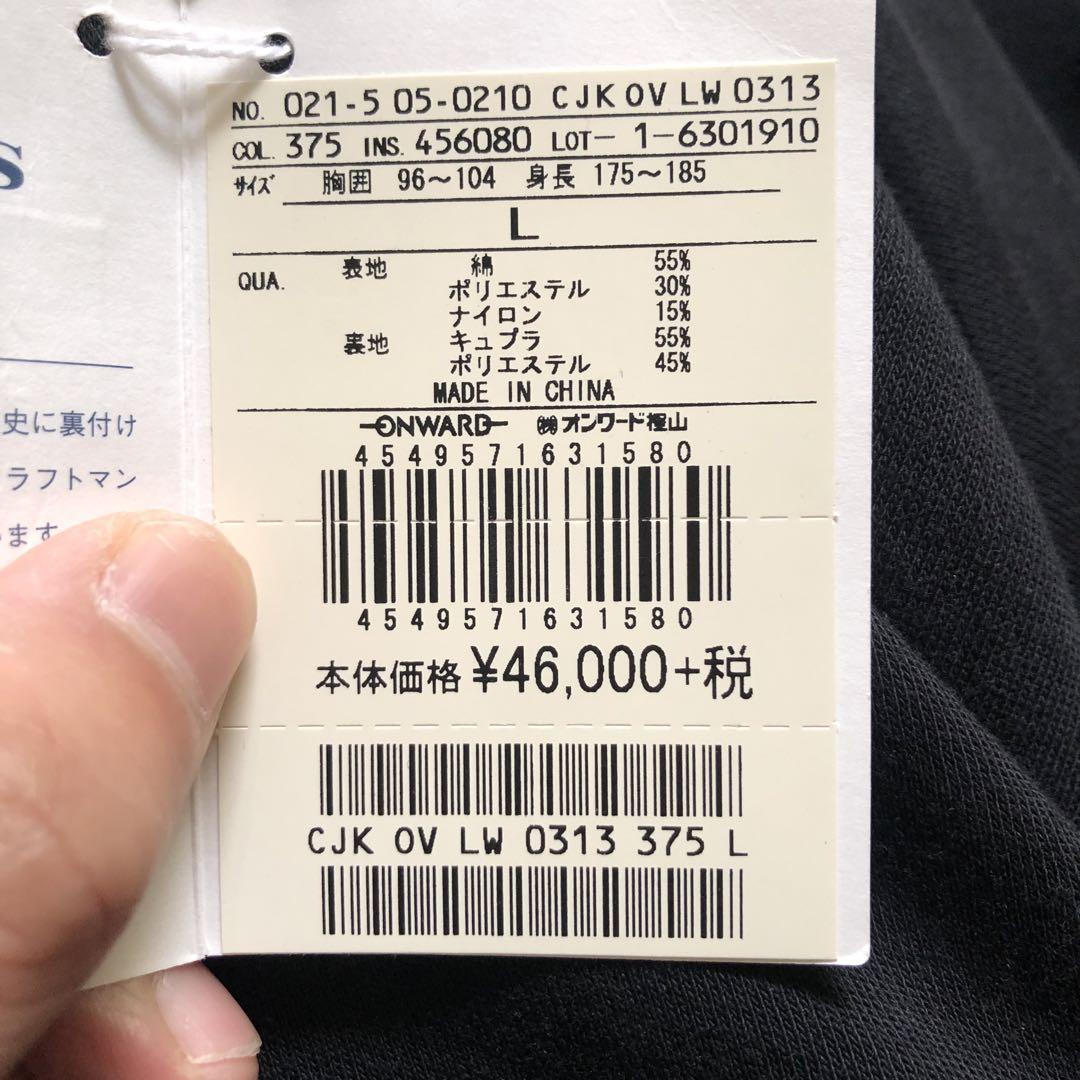 s
史に裏付け
ラフトマン
ます
NO. 021-5 05-0210 CJK OV LW 0313
COL. 375 INS. 456080 LOT- 1-6301910
サイズ 胸囲 96～104 身長 175～185
L
QUA. 表地 綿 55%
ポリエステル 30%
ナイロン 15%
裏地 キュプラ 55%
ポリエステル 45%
MADE IN CHINA
ONWARD ㈱オンワード樫山
4549571631580
4549571631580
本体価格 ¥46,000+税
CJK OV LW 0313 375 L